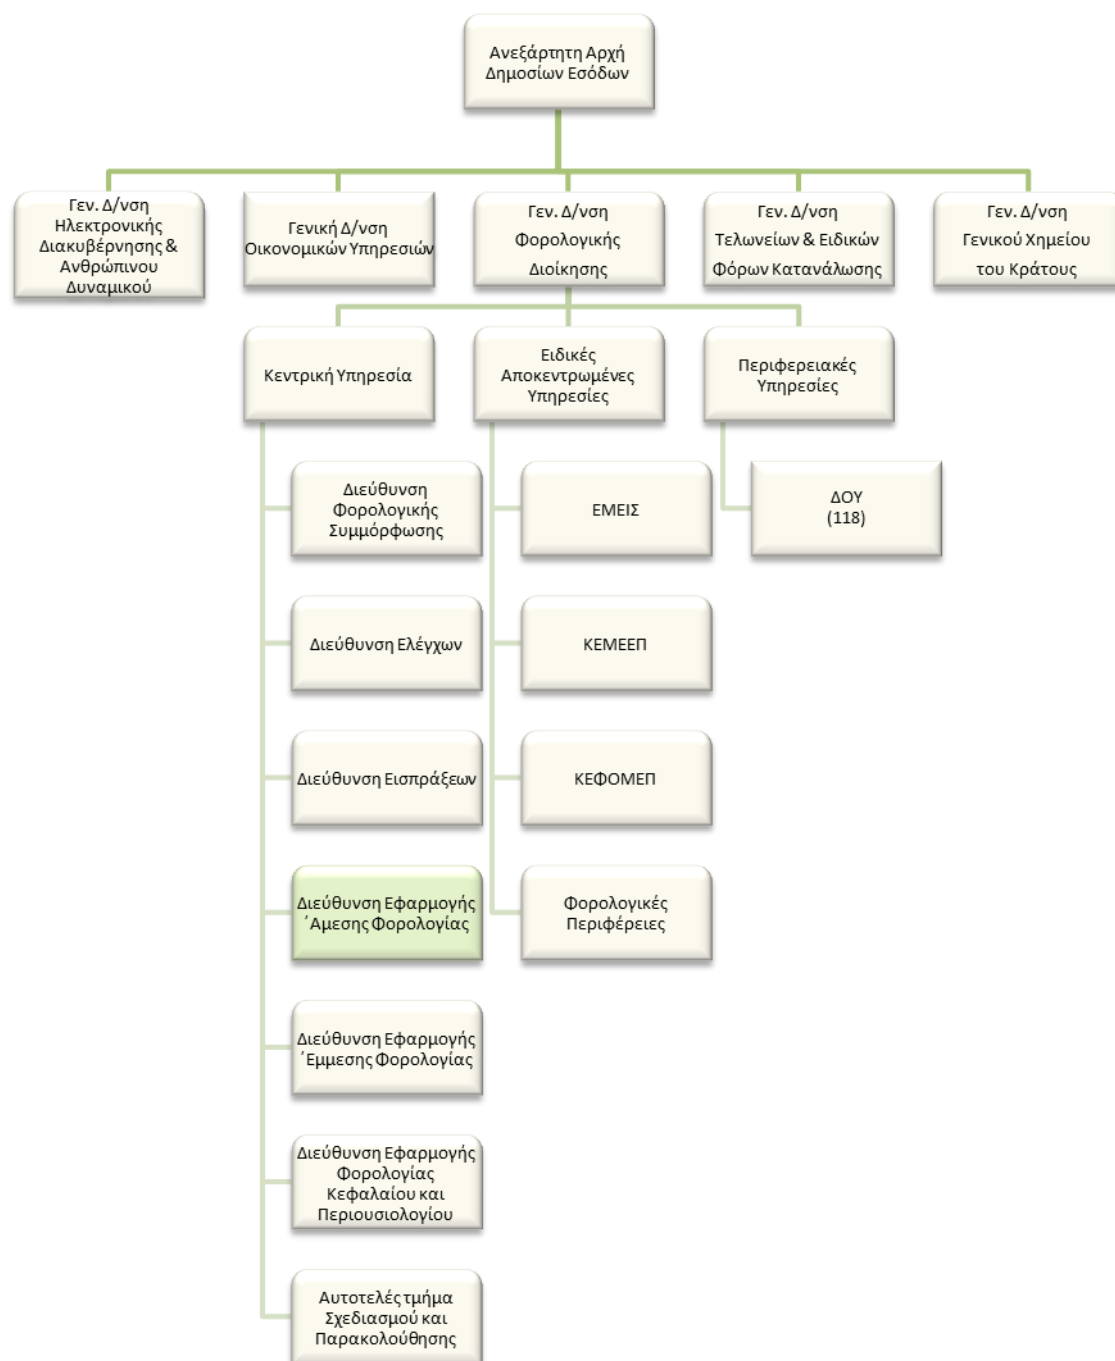 Ανεξάρτητη Αρχή
Δημοσίων Εσόδων
Γεν. Δ/νση
Ηλεκτρονικής
Διακυβέρνησης &
Ανθρώπινου
Δυναμικού
Γενική Δ/νση
Οικονομικών Υπηρεσιών
Γεν. Δ/νση
Φορολογικής
Διοίκησης
Γεν. Δ/νση
Τελωνείων & Ειδικών
Φόρων Κατανάλωσης
Γεν. Δ/νση
Γενικού Χημείου
του Κράτους
Κεντρική Υπηρεσία
Ειδικές
Αποκεντρωμένες
Υπηρεσίες
Περιφερειακές
Υπηρεσίες
Διεύθυνση
Φορολογικής
Συμμόρφωσης
ΕΜΕΙΣ
ΔΟΥ
(118)
Διεύθυνση Ελέγχων
ΚΕΜΕΕΠ
Διεύθυνση Εισπράξεων
ΚΕΦΟΜΕΠ
Διεύθυνση Εφαρμογής
΄Αμεσης Φορολογίας
Φορολογικές
Περιφέρειες
Διεύθυνση Εφαρμογής
΄Εμμεσης Φορολογίας
Διεύθυνση Εφαρμογής
Φορολογίας
Κεφαλαίου και
Περιουσιολογίου
Αυτοτελές τμήμα
Σχεδιασμού και
Παρακολούθησης